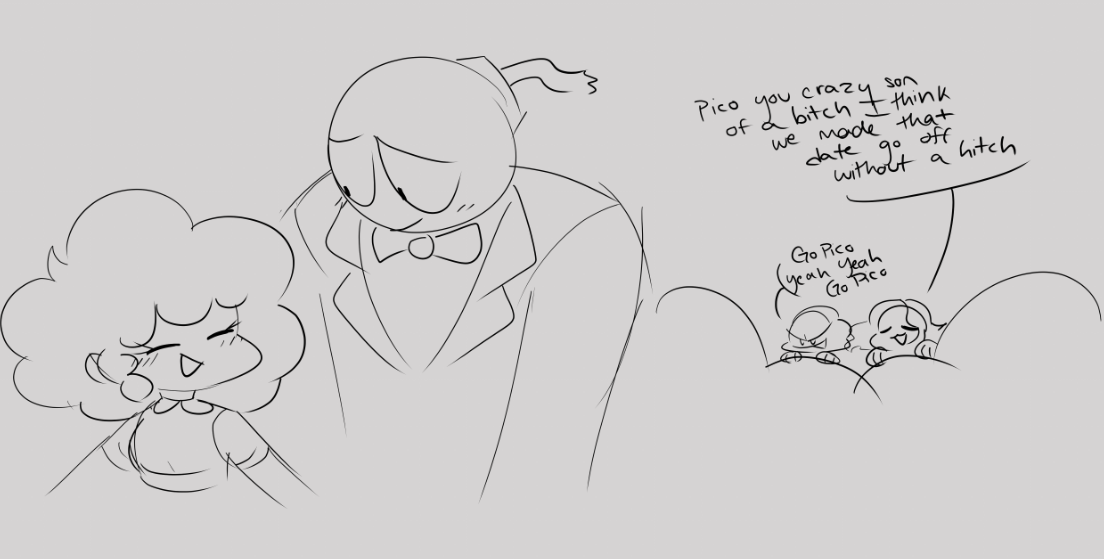 Pico you crazy son
of a bitch I think
we made that
date go off
without a hitch
Go Pico
yeah yeah
Go Pico